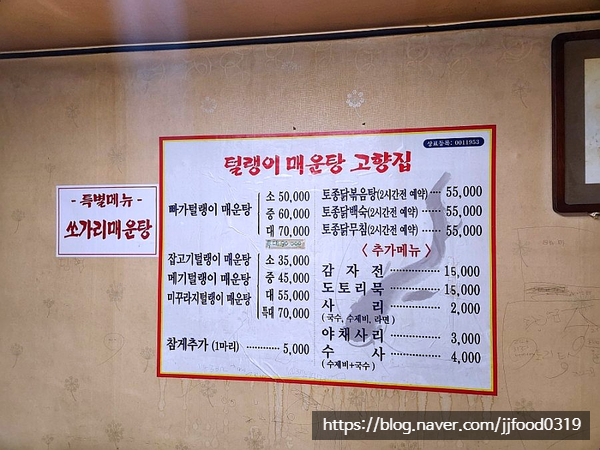 상표등록: 0011953
털랭이 매운탕 고향집
- 특별메뉴 -
쏘가리매운탕
빠가털랭이 매운탕
소 50,000
중 60,000
대 70,000
잡고기털랭이 매운탕
메기털랭이 매운탕
미꾸라지털랭이 매운탕
소 35,000
중 45,000
대 55,000
특대 70,000
참게추가 (1마리) ············ 5,000
토종닭볶음탕(2시간전 예약) ···· 55,000
토종닭백숙(2시간전 예약) ······ 55,000
토종닭무침(2시간전 예약) ······ 55,000
< 추가메뉴 >
감 자 전 ············ 15,000
도토리묵 ············ 15,000
사 리 ············ 2,000
(국수, 수제비, 라면)
야채사리 ············ 3,000
수 사 ············ 4,000
(수제비+국수)
https://blog.naver.com/jjfood0319